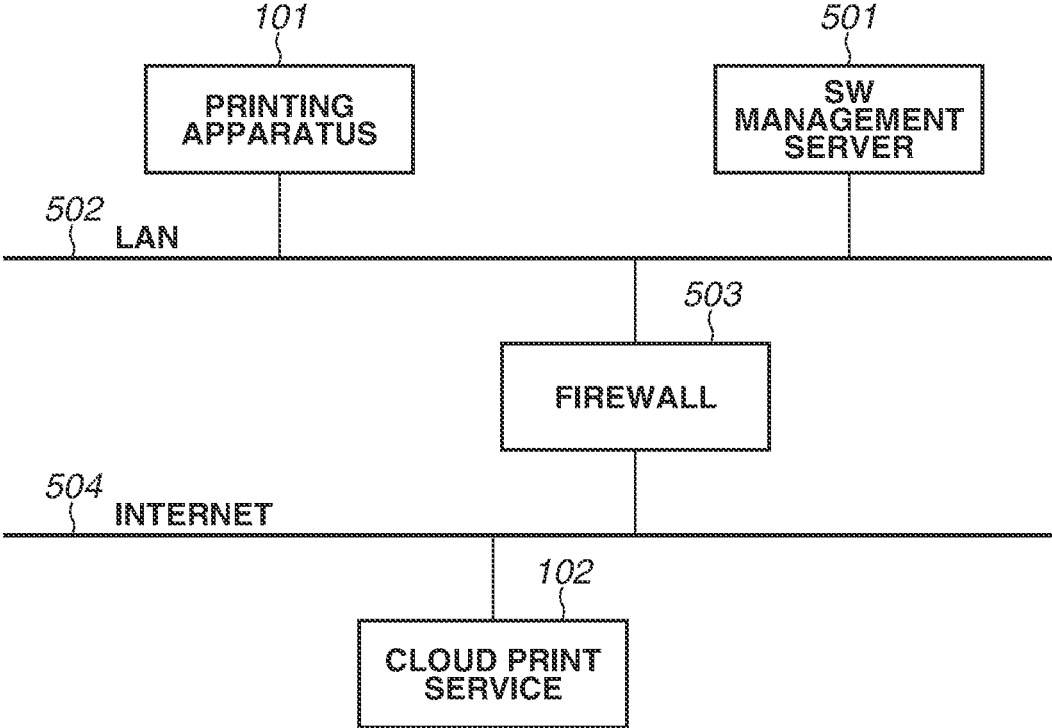 101
501
PRINTING
APPARATUS
SW
MANAGEMENT
SERVER
502
LAN
503
FIREWALL
504
INTERNET
102
CLOUD PRINT
SERVICE